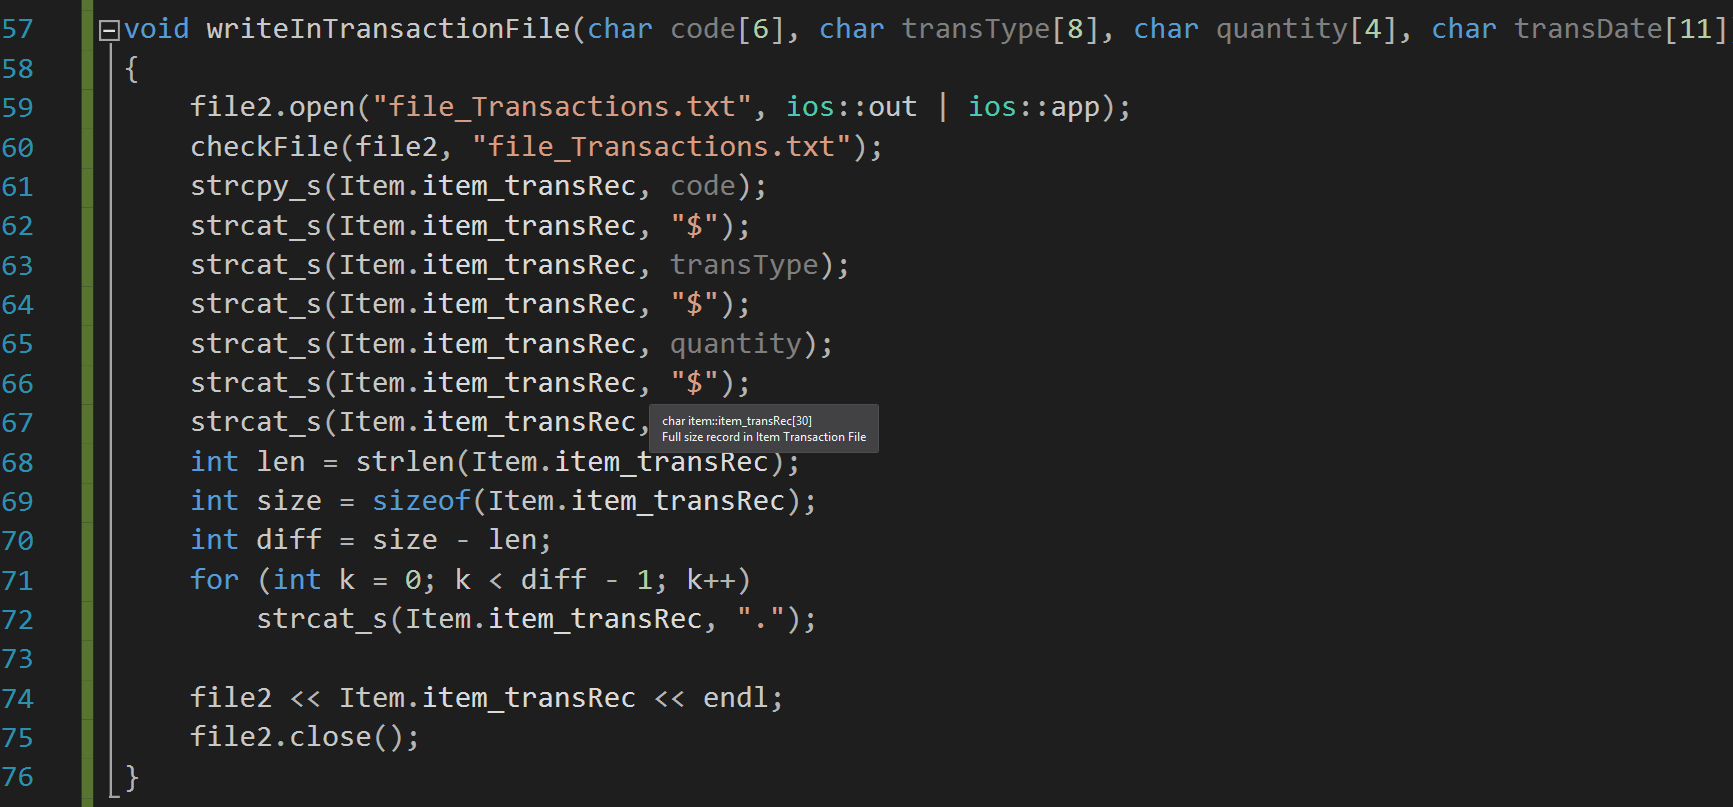 57 void writeInTransactionFile(char code[6], char transType[8], char quantity[4], char transDate[11]
58 {
59 file2.open("file_Transactions.txt", ios::out | ios::app);
60 checkFile(file2, "file_Transactions.txt");
61 strcpy_s(Item.item_transRec, code);
62 strcat_s(Item.item_transRec, "$");
63 strcat_s(Item.item_transRec, transType);
64 strcat_s(Item.item_transRec, "$");
65 strcat_s(Item.item_transRec, quantity);
66 strcat_s(Item.item_transRec, "$");
67 strcat_s(Item.item_transRec,
char item::item_transRec[30]
Full size record in Item Transaction File
68 int len = strlen(Item.item_transRec);
69 int size = sizeof(Item.item_transRec);
70 int diff = size - len;
71 for (int k = 0; k < diff - 1; k++)
72 strcat_s(Item.item_transRec, ".");
73
74 file2 << Item.item_transRec << endl;
75 file2.close();
76 }